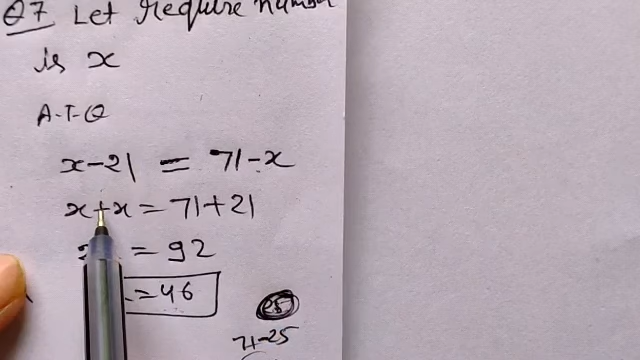 Q7 Let require number
is x
A.T.Q
x-21 = 71-x
x+x = 71+21
= 92
=46
25
71-25